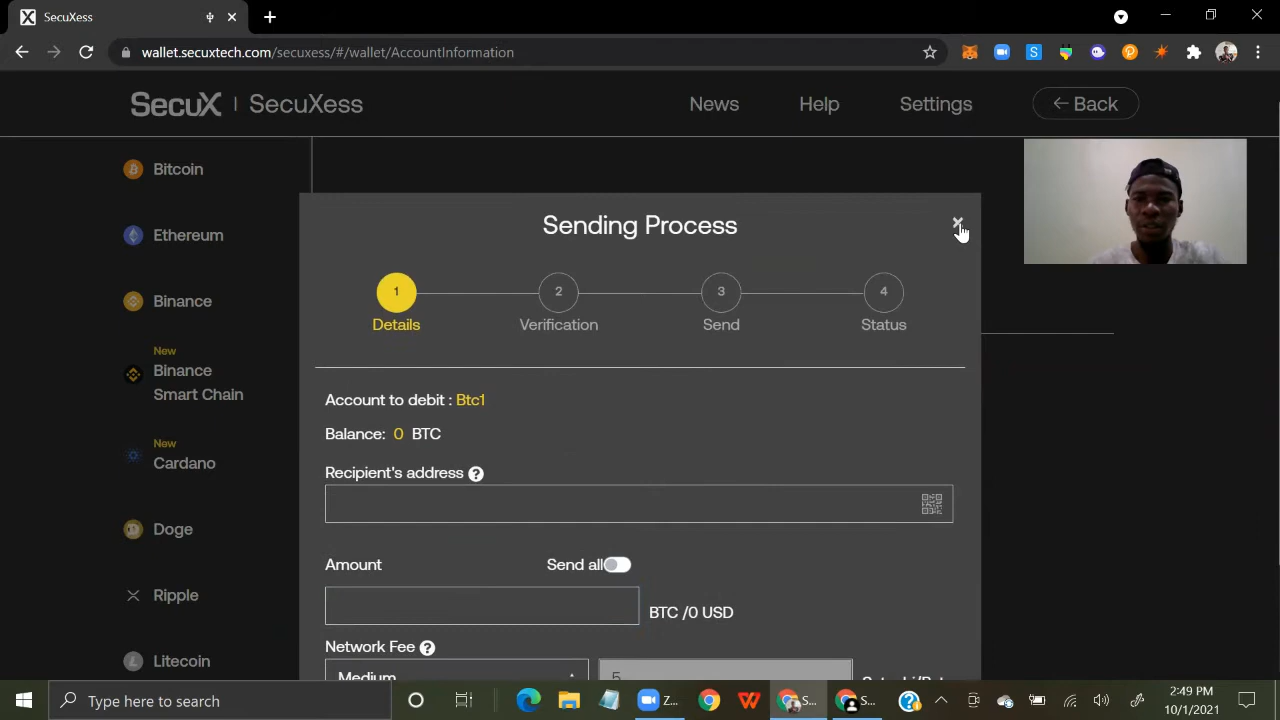 SecuXess
wallet.secuxtech.com/secuxess/#/wallet/AccountInformation
SecuX | SecuXess
News
Help
Settings
← Back
Bitcoin
Ethereum
Binance
New
Binance
Smart Chain
New
Cardano
Doge
Ripple
Litecoin
Sending Process
1
2
3
4
Details
Verification
Send
Status
Account to debit : Btc1
Balance: 0 BTC
Recipient's address ?
Amount
Send all
BTC /0 USD
Network Fee ?
Medium
5
Type here to search
Z...
S...
S...
2:49 PM
10/1/2021